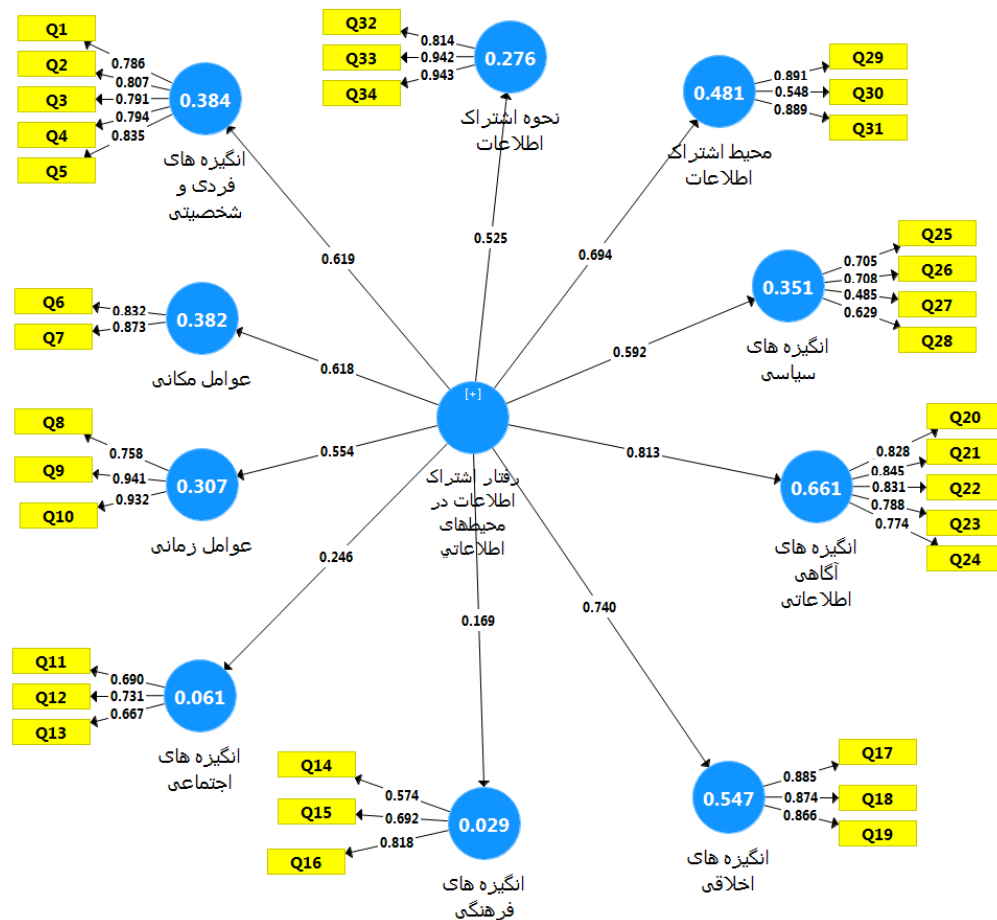 Q1
Q2
Q3
Q4
Q5
0.786
0.807
0.791
0.794
0.835
0.384
انگیزه های
فردی و
شخصیتی
Q32
Q33
Q34
0.814
0.942
0.943
0.276
نحوه اشتراک
اطلاعات
0.481
0.891
0.548
0.889
Q29
Q30
Q31
محیط اشتراک
اطلاعات
0.619
0.525
0.694
Q6
Q7
0.832
0.873
0.382
عوامل مکانی
0.618
0.592
0.351
0.705
0.708
0.485
0.629
Q25
Q26
Q27
Q28
انگیزه های
سیاسی
[+]
رفتار اشتراک
اطلاعات در
محیط‌های
اطلاعاتي
Q8
Q9
Q10
0.758
0.941
0.932
0.307
عوامل زمانی
0.554
0.813
0.661
0.828
0.845
0.831
0.788
0.774
Q20
Q21
Q22
Q23
Q24
انگیزه های
آگاهی
اطلاعاتی
0.246
0.169
0.740
Q11
Q12
Q13
0.690
0.731
0.667
0.061
انگیزه های
اجتماعی
Q14
Q15
Q16
0.574
0.692
0.818
0.029
انگیزه های
فرهنگی
0.547
0.885
0.874
0.866
Q17
Q18
Q19
انگیزه های
اخلاقی